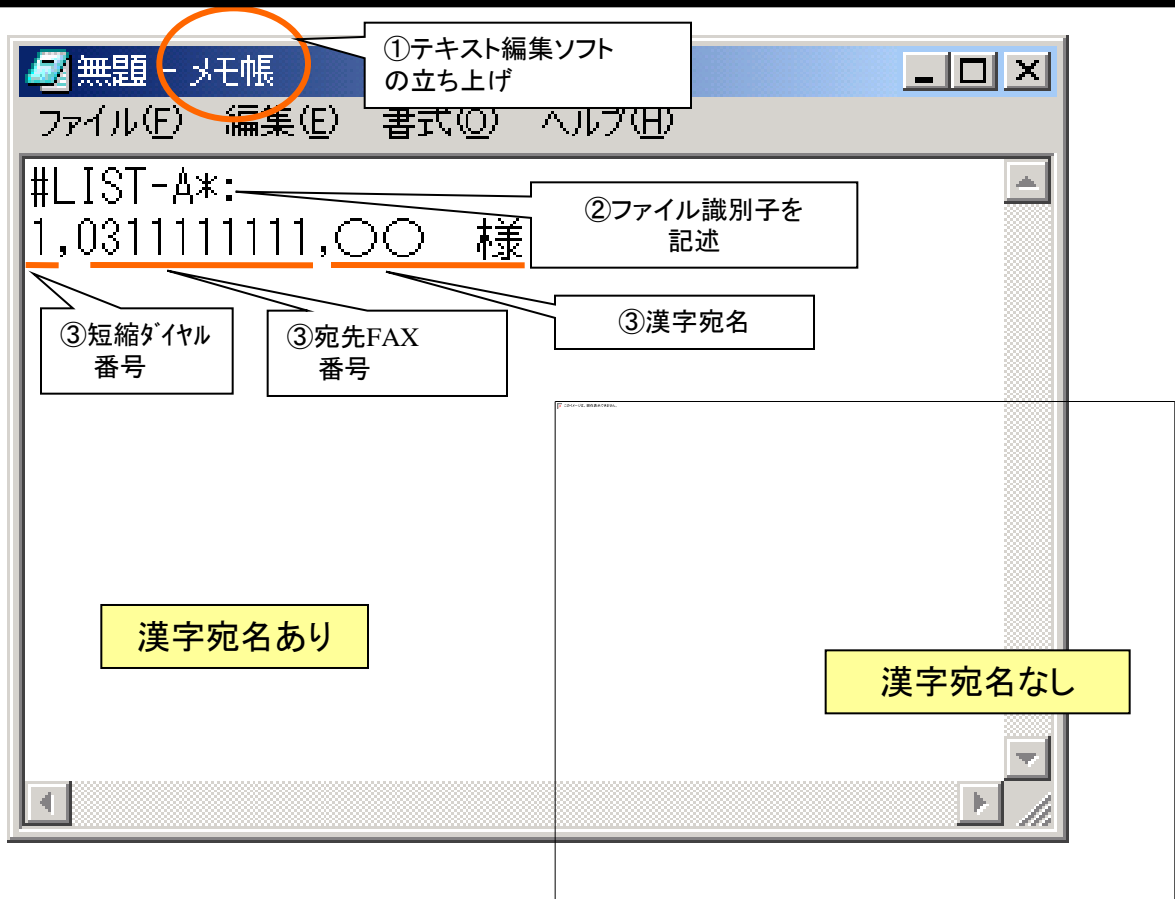 無題 - メモ帳
①テキスト編集ソフト
の立ち上げ
ファイル(F) 編集(E) 書式(O) ヘルプ(H)
#LIST-A*:
②ファイル識別子を
記述
1,0311111111,○○　様
③短縮ﾀﾞｲﾔﾙ
番号
③宛先FAX
番号
③漢字宛名
漢字宛名あり
漢字宛名なし